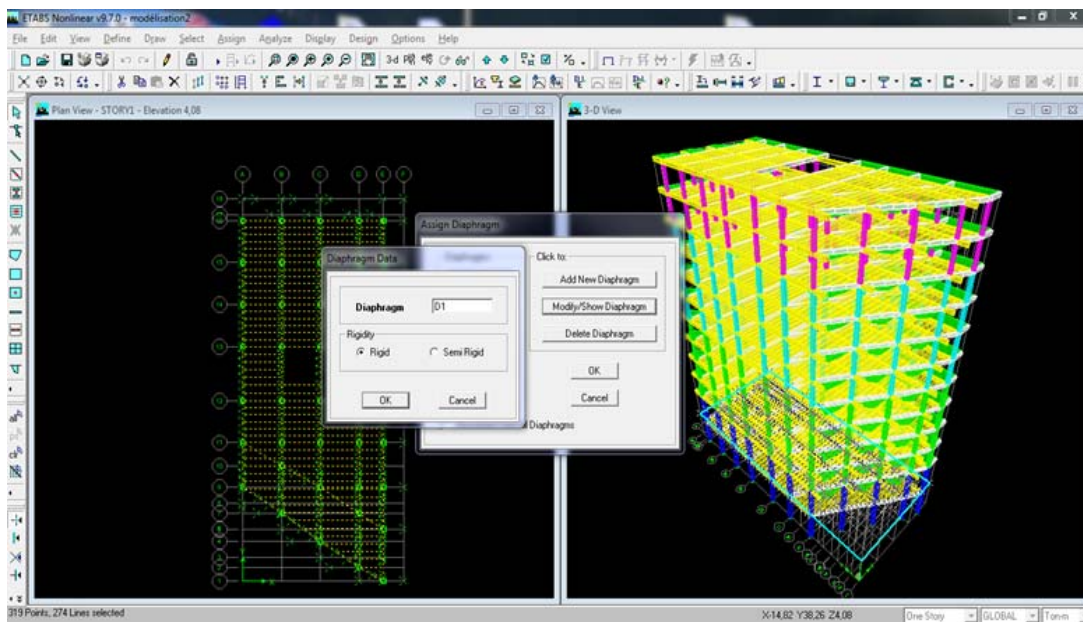 ETABS Nonlinear v9.7.0 - modélisation2
File Edit View Define Draw Select Assign Analyze Display Design Options Help
3-d
Plan View - STORY1 - Elevation 4,08
3-D View
A
Assign Diaphragm
Diaphragm Data
Diaphragm D1
Rigidity
Rigid Semi Rigid
OK Cancel
Click to:
Add New Diaphragm
Modify/Show Diaphragm
Delete Diaphragm
OK
Cancel
Diaphragms
319 Points, 274 Lines selected
X-14,82 Y38,26 Z4,08
One Story GLOBAL Ton-m